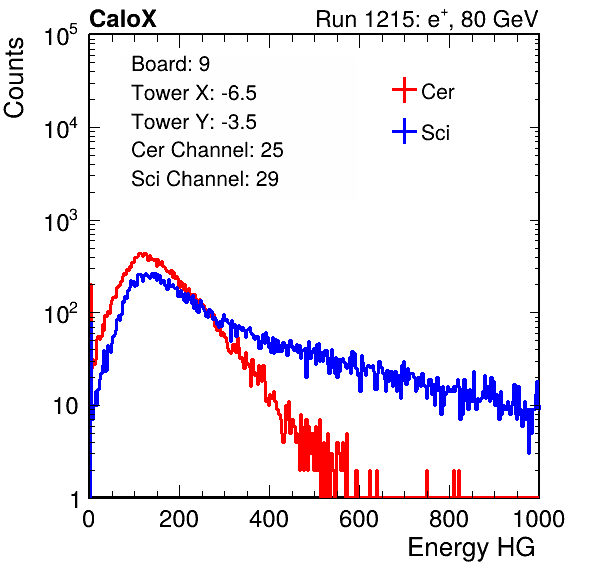 CaloX Run 1215: e⁺, 80 GeV
Counts
Board: 9
Tower X: -6.5
Tower Y: -3.5
Cer Channel: 25
Sci Channel: 29
Cer
Sci
10⁵
10⁴
10³
10²
10
1
0 200 400 600 800 1000
Energy HG